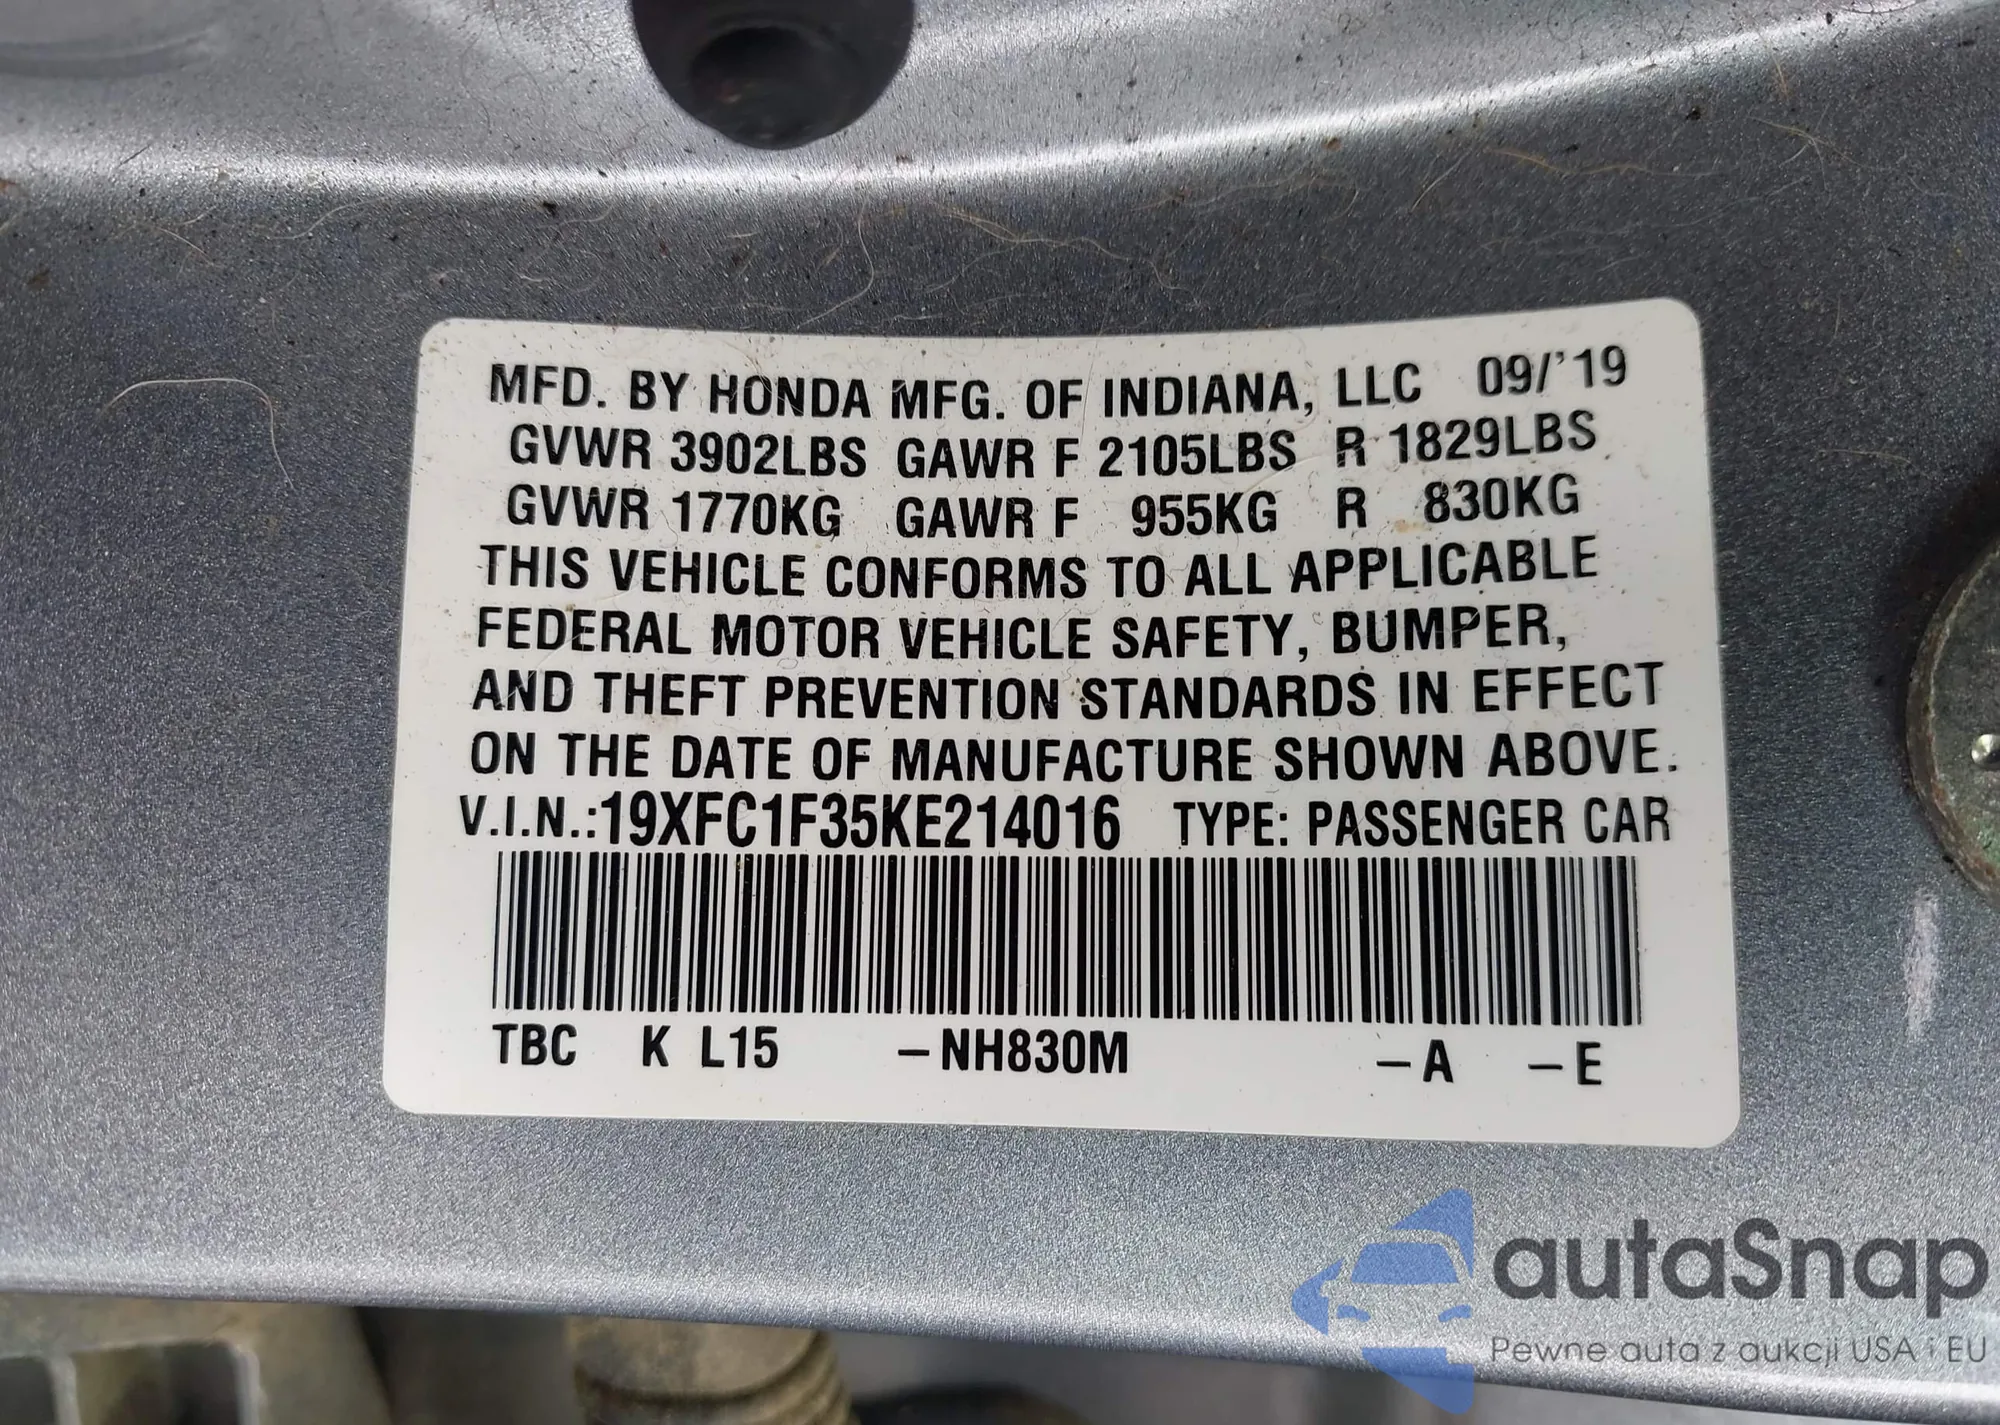 MFD. BY HONDA MFG. OF INDIANA, LLC 09/'19
GVWR 3902LBS GAWR F 2105LBS R 1829LBS
GVWR 1770KG GAWR F 955KG R 830KG
THIS VEHICLE CONFORMS TO ALL APPLICABLE
FEDERAL MOTOR VEHICLE SAFETY, BUMPER,
AND THEFT PREVENTION STANDARDS IN EFFECT
ON THE DATE OF MANUFACTURE SHOWN ABOVE.
V.I.N.:19XFC1F35KE214016 TYPE: PASSENGER CAR
TBC K L15 –NH830M –A –E
autaSnap
Pewne auta z aukcji USA i EU